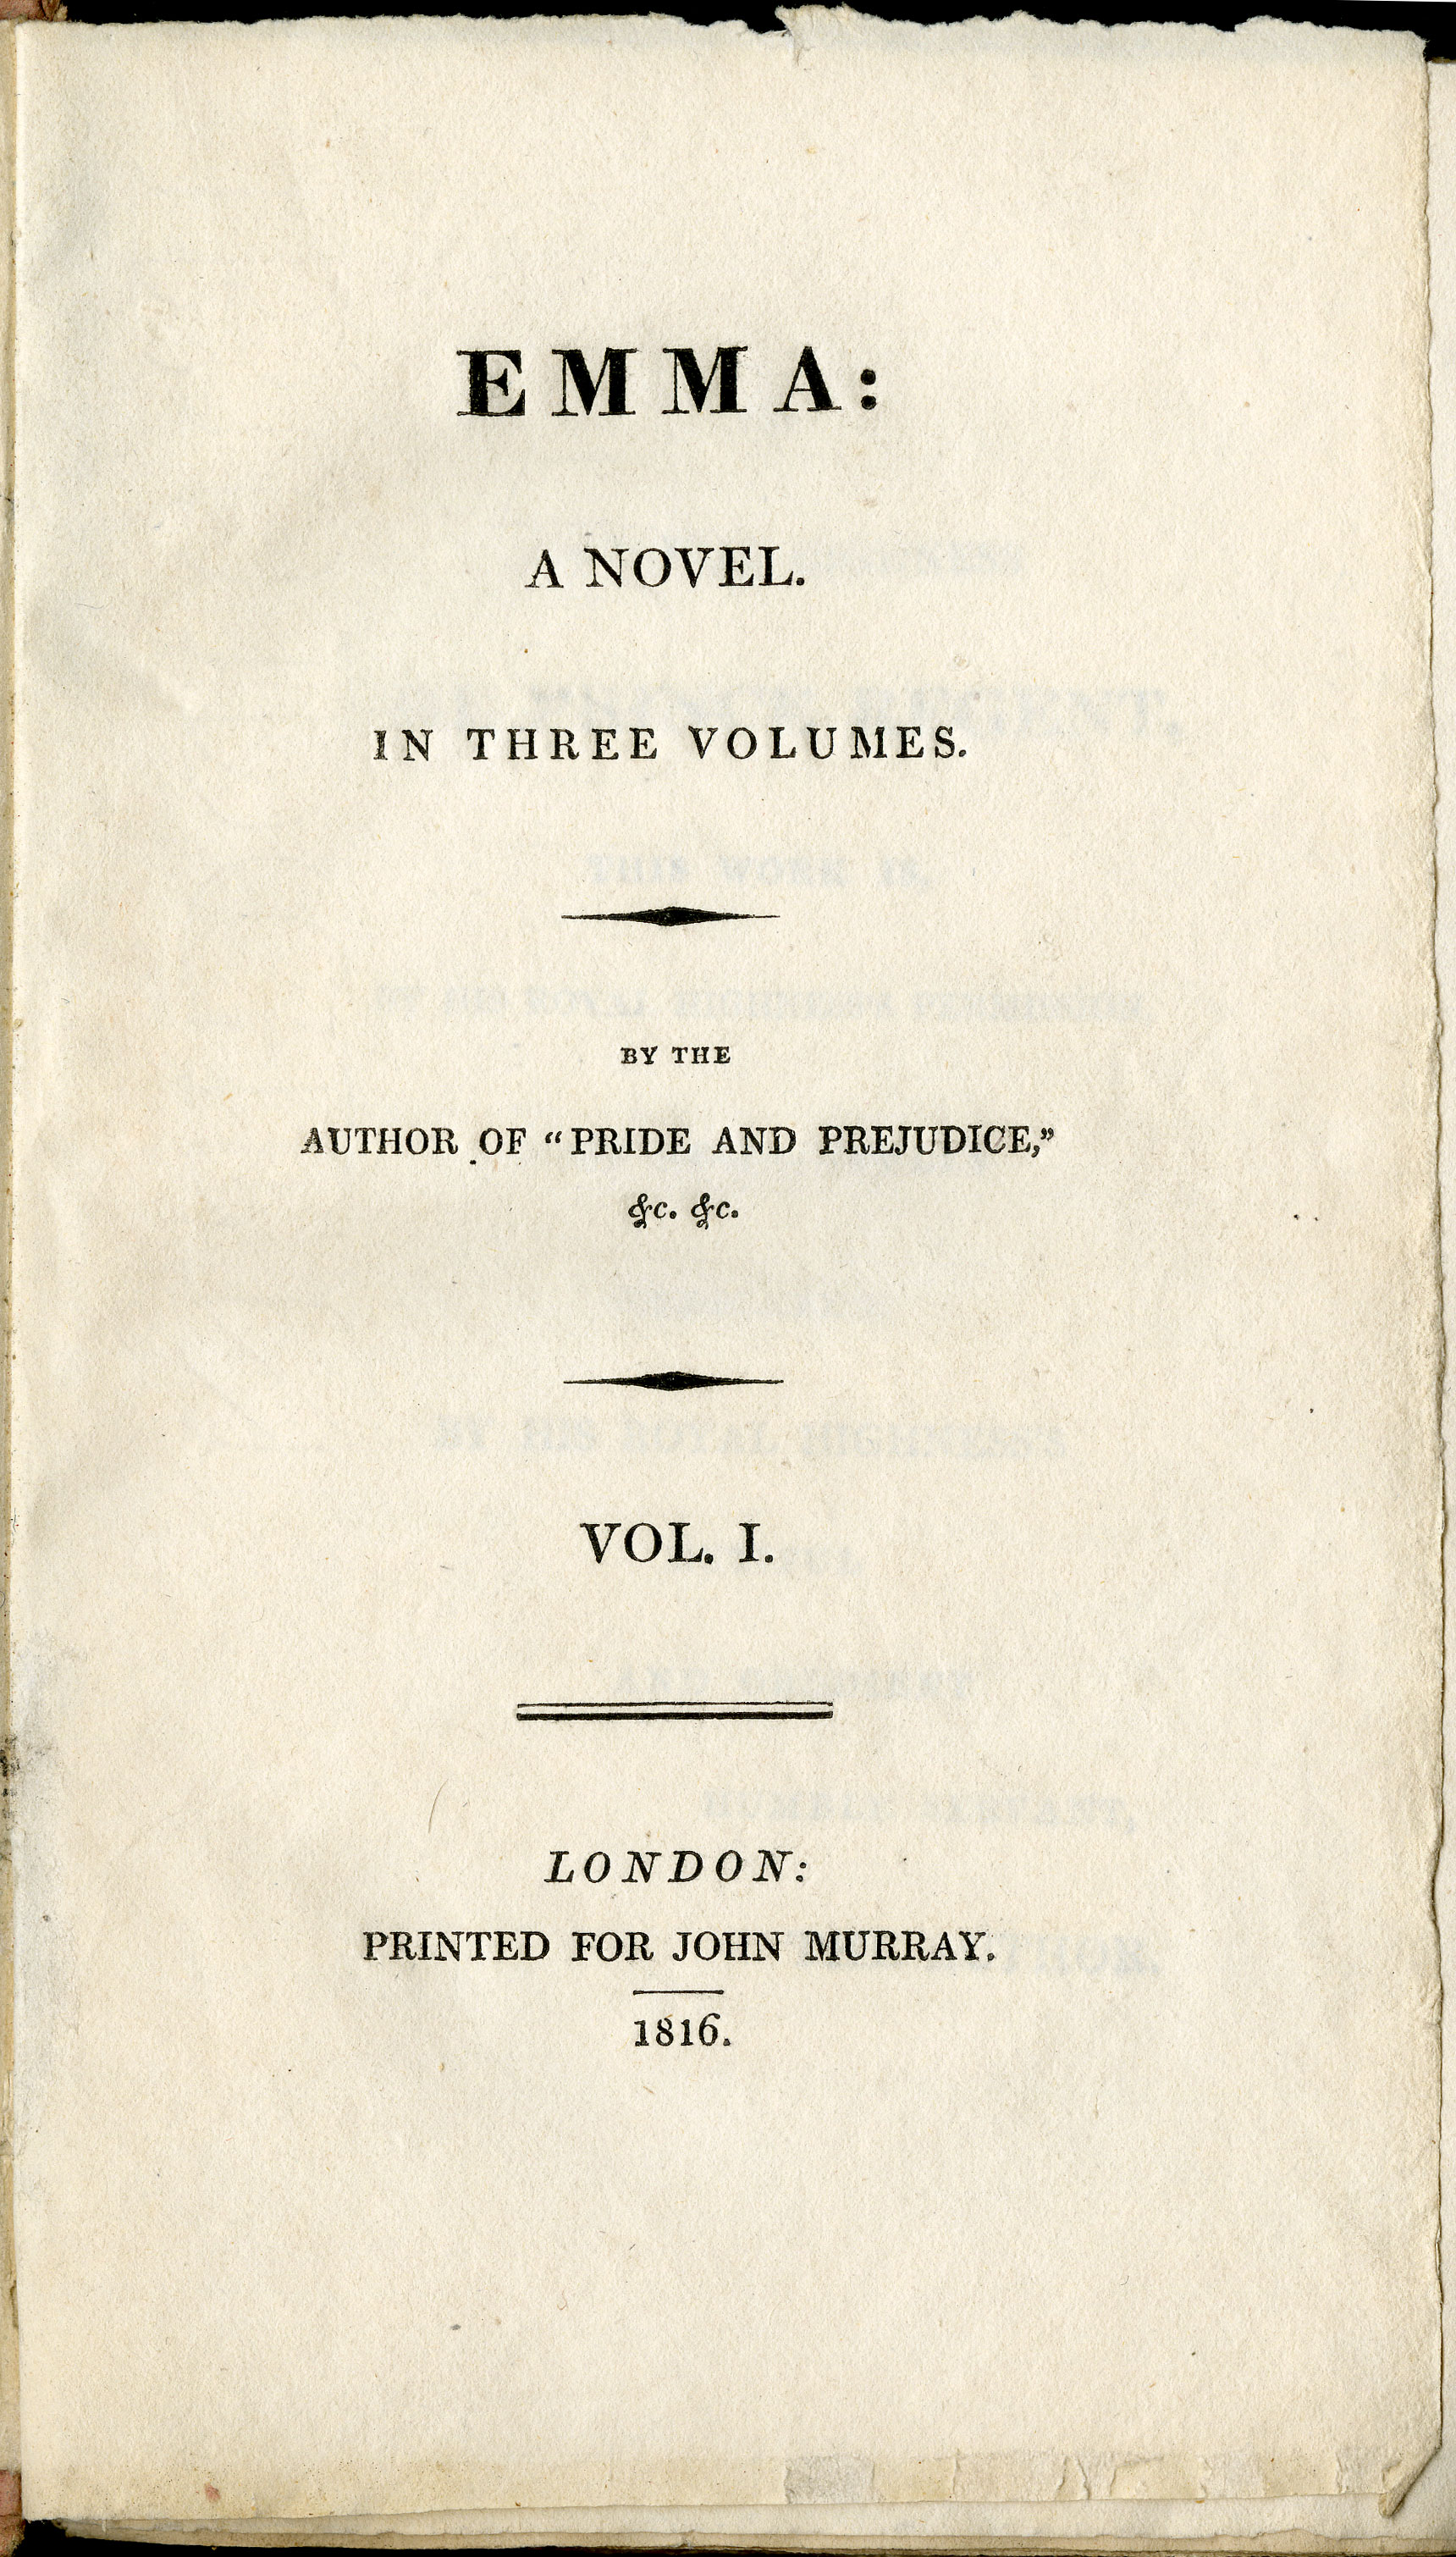 EMMA:
A NOVEL.
IN THREE VOLUMES.
BY THE
AUTHOR OF “PRIDE AND PREJUDICE,”
&c. &c.
VOL. I.
LONDON:
PRINTED FOR JOHN MURRAY.
1816.